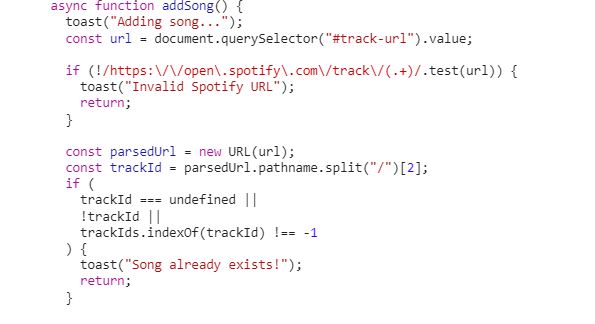 async function addSong() {
toast("Adding song...");
const url = document.querySelector("#track-url").value;
if (!/https:\/\/open\.spotify\.com\/track\/(.+)/.test(url)) {
toast("Invalid Spotify URL");
return;
}
const parsedUrl = new URL(url);
const trackId = parsedUrl.pathname.split("/")[2];
if (
trackId === undefined ||
!trackId ||
trackIds.indexOf(trackId) !== -1
) {
toast("Song already exists!");
return;
}